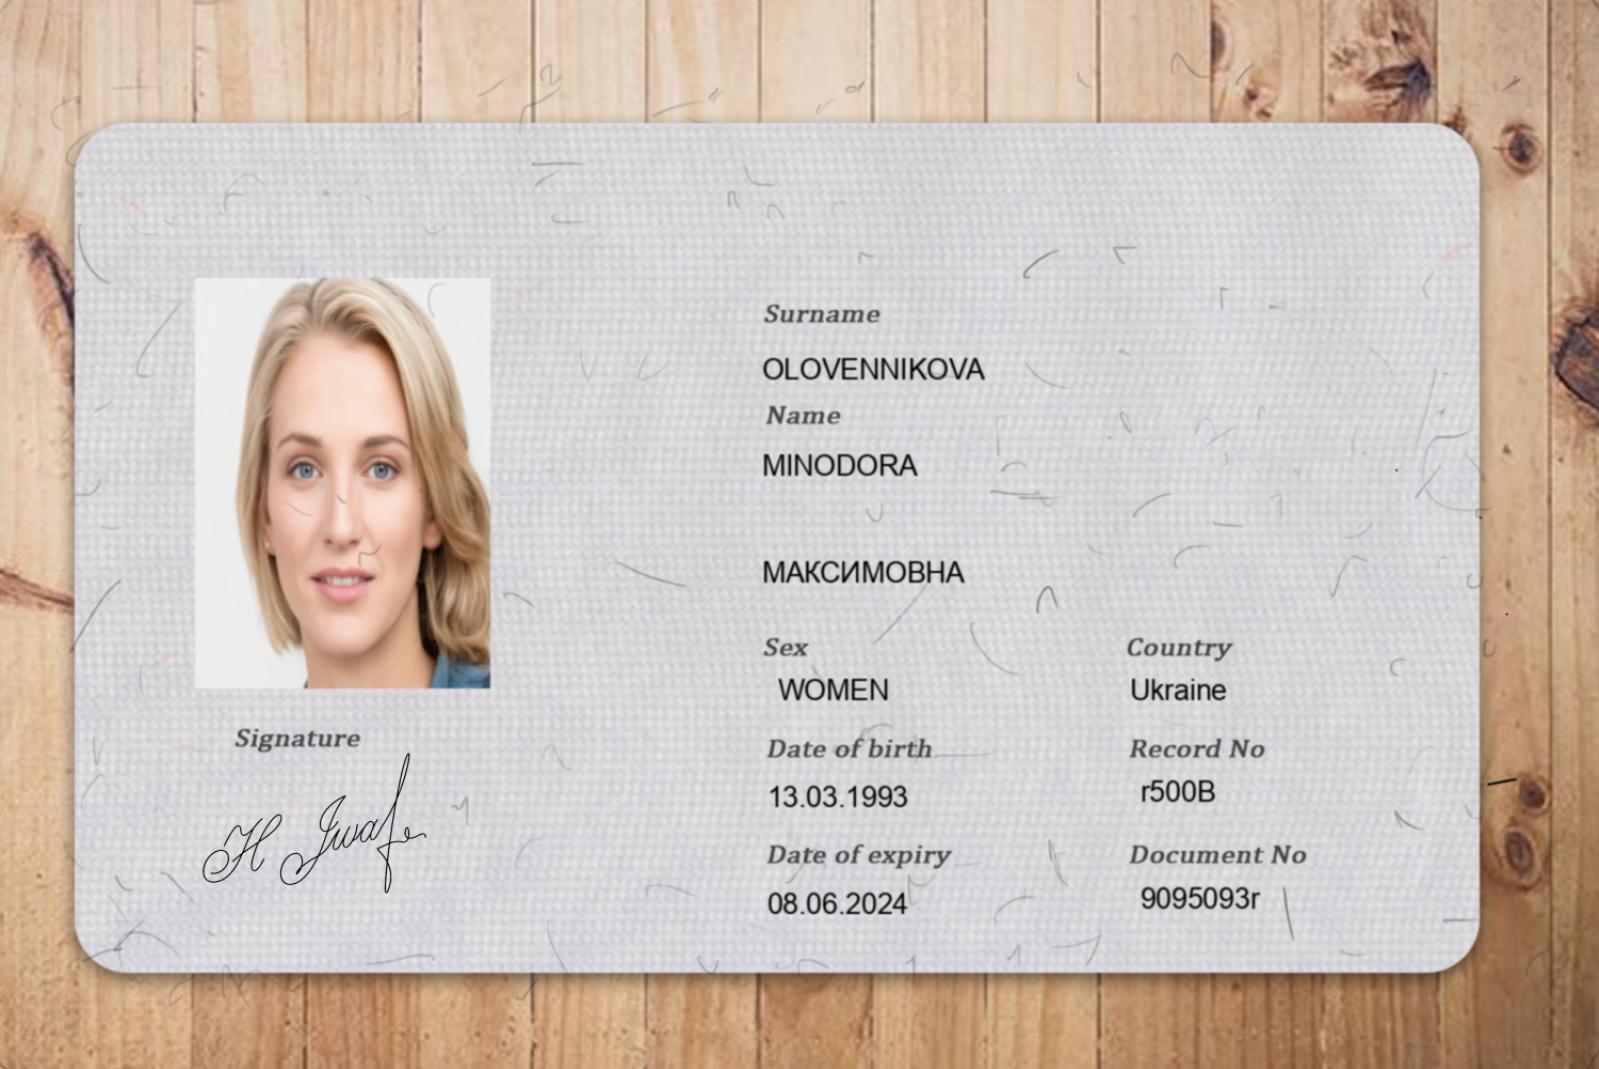 Surname
OLOVENNIKOVA
Name
MINODORA
МАКСИМОВНА
Sex
WOMEN
Country
Ukraine
Date of birth
13.03.1993
Record No
r500B
Date of expiry
08.06.2024
Document No
9095093r
Signature